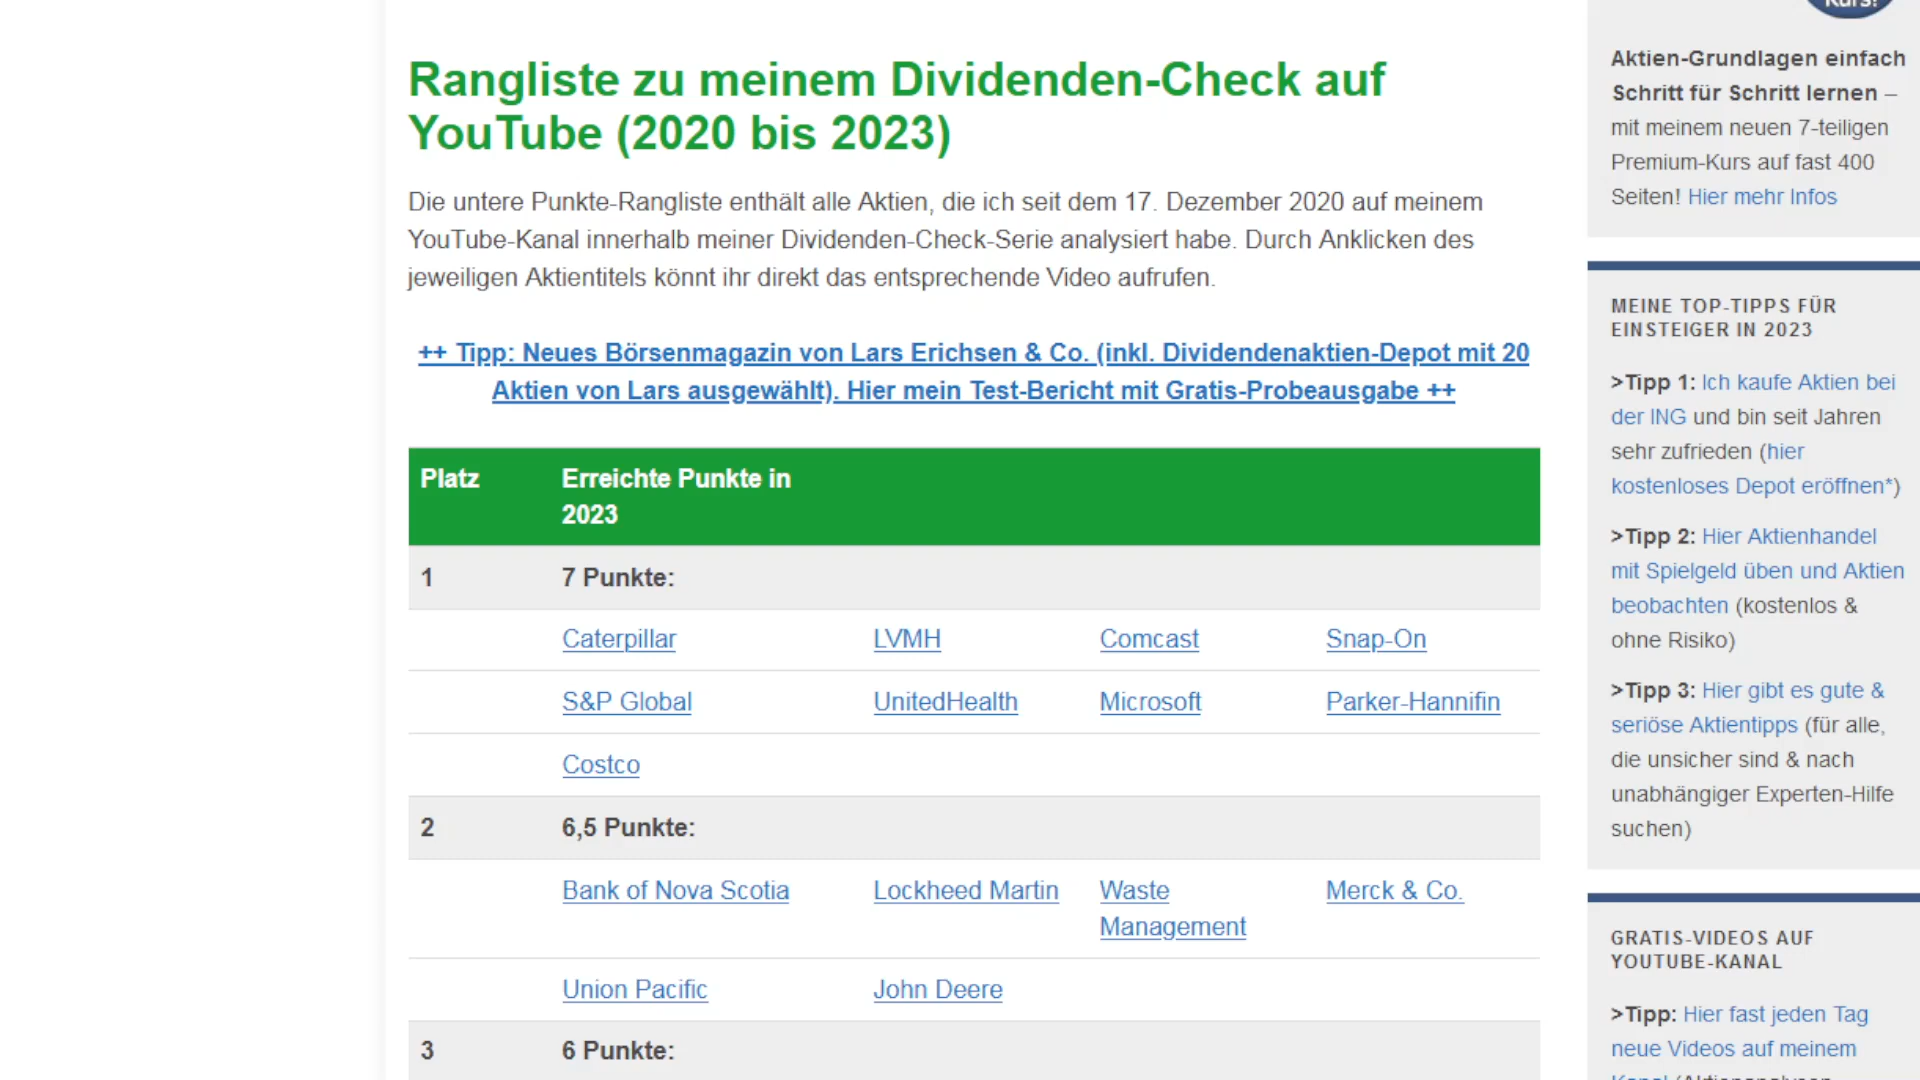 Rangliste zu meinem Dividenden-Check auf
YouTube (2020 bis 2023)
Die untere Punkte-Rangliste enthält alle Aktien, die ich seit dem 17. Dezember 2020 auf meinem
YouTube-Kanal innerhalb meiner Dividenden-Check-Serie analysiert habe. Durch Anklicken des
jeweiligen Aktientitels könnt ihr direkt das entsprechende Video aufrufen.
++ Tipp: Neues Börsenmagazin von Lars Erichsen & Co. (inkl. Dividendenaktien-Depot mit 20
Aktien von Lars ausgewählt). Hier mein Test-Bericht mit Gratis-Probeausgabe ++
Platz Erreichte Punkte in
2023
1 7 Punkte:
Caterpillar LVMH Comcast Snap-On
S&P Global UnitedHealth Microsoft Parker-Hannifin
Costco
2 6,5 Punkte:
Bank of Nova Scotia Lockheed Martin Waste Merck & Co.
Management
Union Pacific John Deere
3 6 Punkte:
Kurs!
Aktien-Grundlagen einfach
Schritt für Schritt lernen –
mit meinem neuen 7-teiligen
Premium-Kurs auf fast 400
Seiten! Hier mehr Infos
MEINE TOP-TIPPS FÜR
EINSTEIGER IN 2023
>Tipp 1: Ich kaufe Aktien bei
der ING und bin seit Jahren
sehr zufrieden (hier
kostenloses Depot eröffnen*)
>Tipp 2: Hier Aktienhandel
mit Spielgeld üben und Aktien
beobachten (kostenlos &
ohne Risiko)
>Tipp 3: Hier gibt es gute &
seriöse Aktientipps (für alle,
die unsicher sind & nach
unabhängiger Experten-Hilfe
suchen)
GRATIS-VIDEOS AUF
YOUTUBE-KANAL
>Tipp: Hier fast jeden Tag
neue Videos auf meinem
Kanal (Aktienanalysen